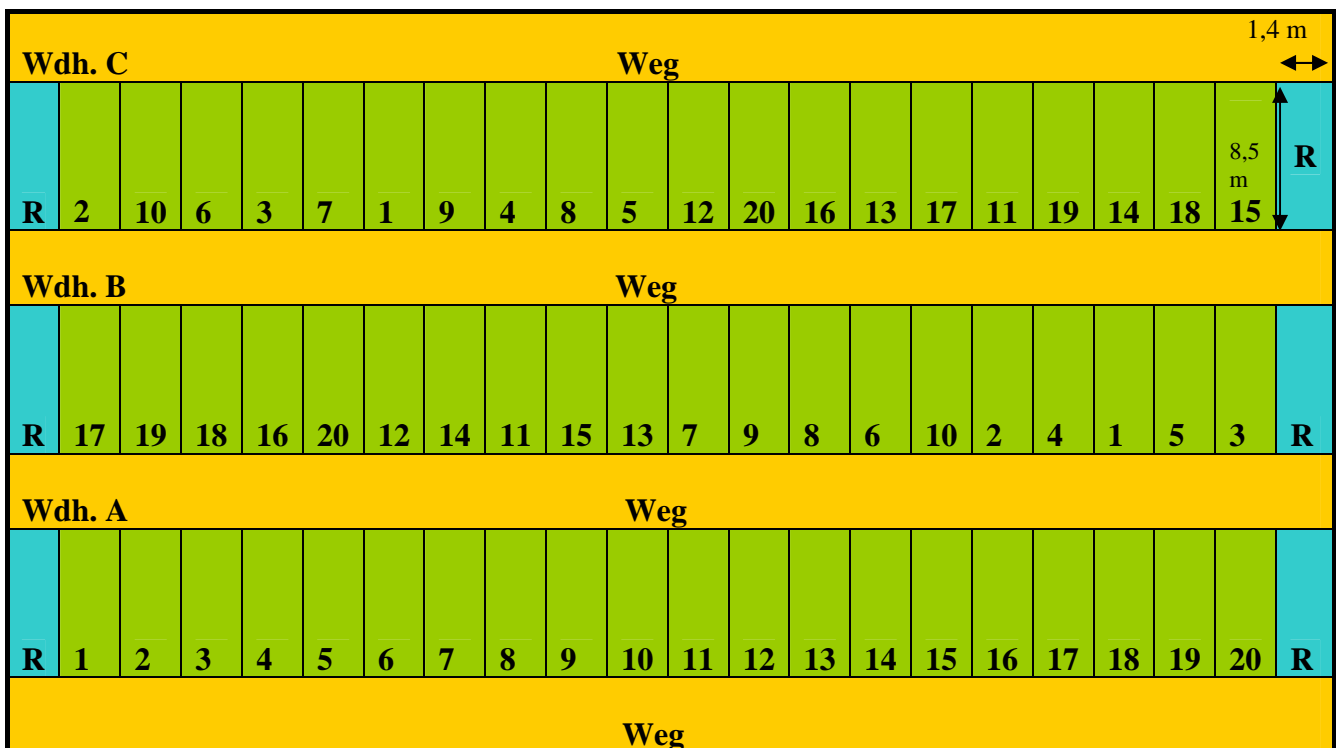 1,4 m
Wdh. C Weg
8,5
m R
R 2 10 6 3 7 1 9 4 8 5 12 20 16 13 17 11 19 14 18 15
Wdh. B Weg
R 17 19 18 16 20 12 14 11 15 13 7 9 8 6 10 2 4 1 5 3 R
Wdh. A Weg
R 1 2 3 4 5 6 7 8 9 10 11 12 13 14 15 16 17 18 19 20 R
Weg